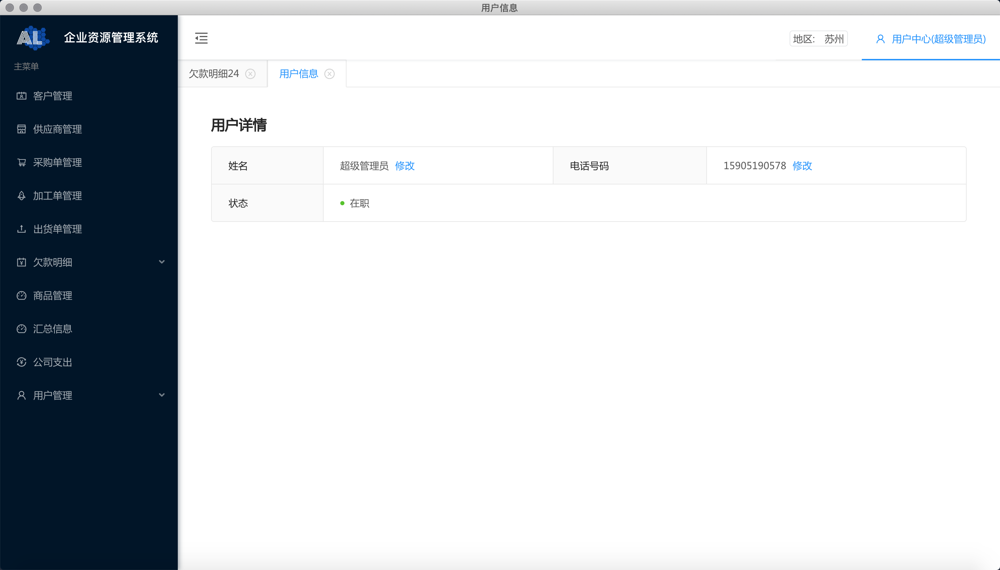 用户信息
AL 企业资源管理系统
主菜单
客户管理
供应商管理
采购单管理
加工单管理
出货单管理
欠款明细
商品管理
汇总信息
公司支出
用户管理
地区: 苏州
用户中心(超级管理员)
欠款明细24 用户信息
用户详情
姓名 超级管理员 修改 电话号码 15905190578 修改
状态 在职